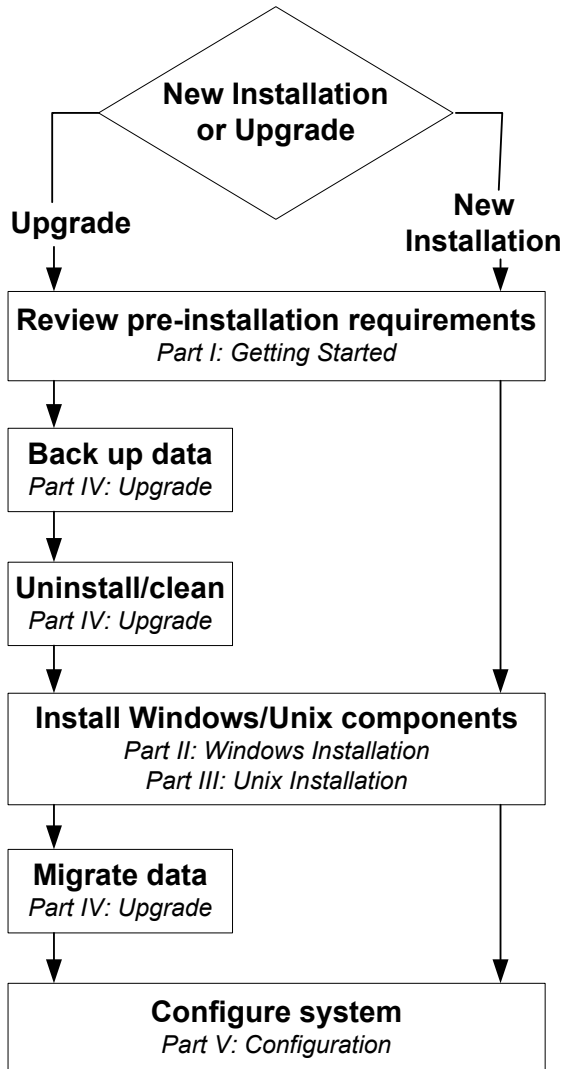 New Installation
or Upgrade
Upgrade
New
Installation
Review pre-installation requirements
Part I: Getting Started
Back up data
Part IV: Upgrade
Uninstall/clean
Part IV: Upgrade
Install Windows/Unix components
Part II: Windows Installation
Part III: Unix Installation
Migrate data
Part IV: Upgrade
Configure system
Part V: Configuration